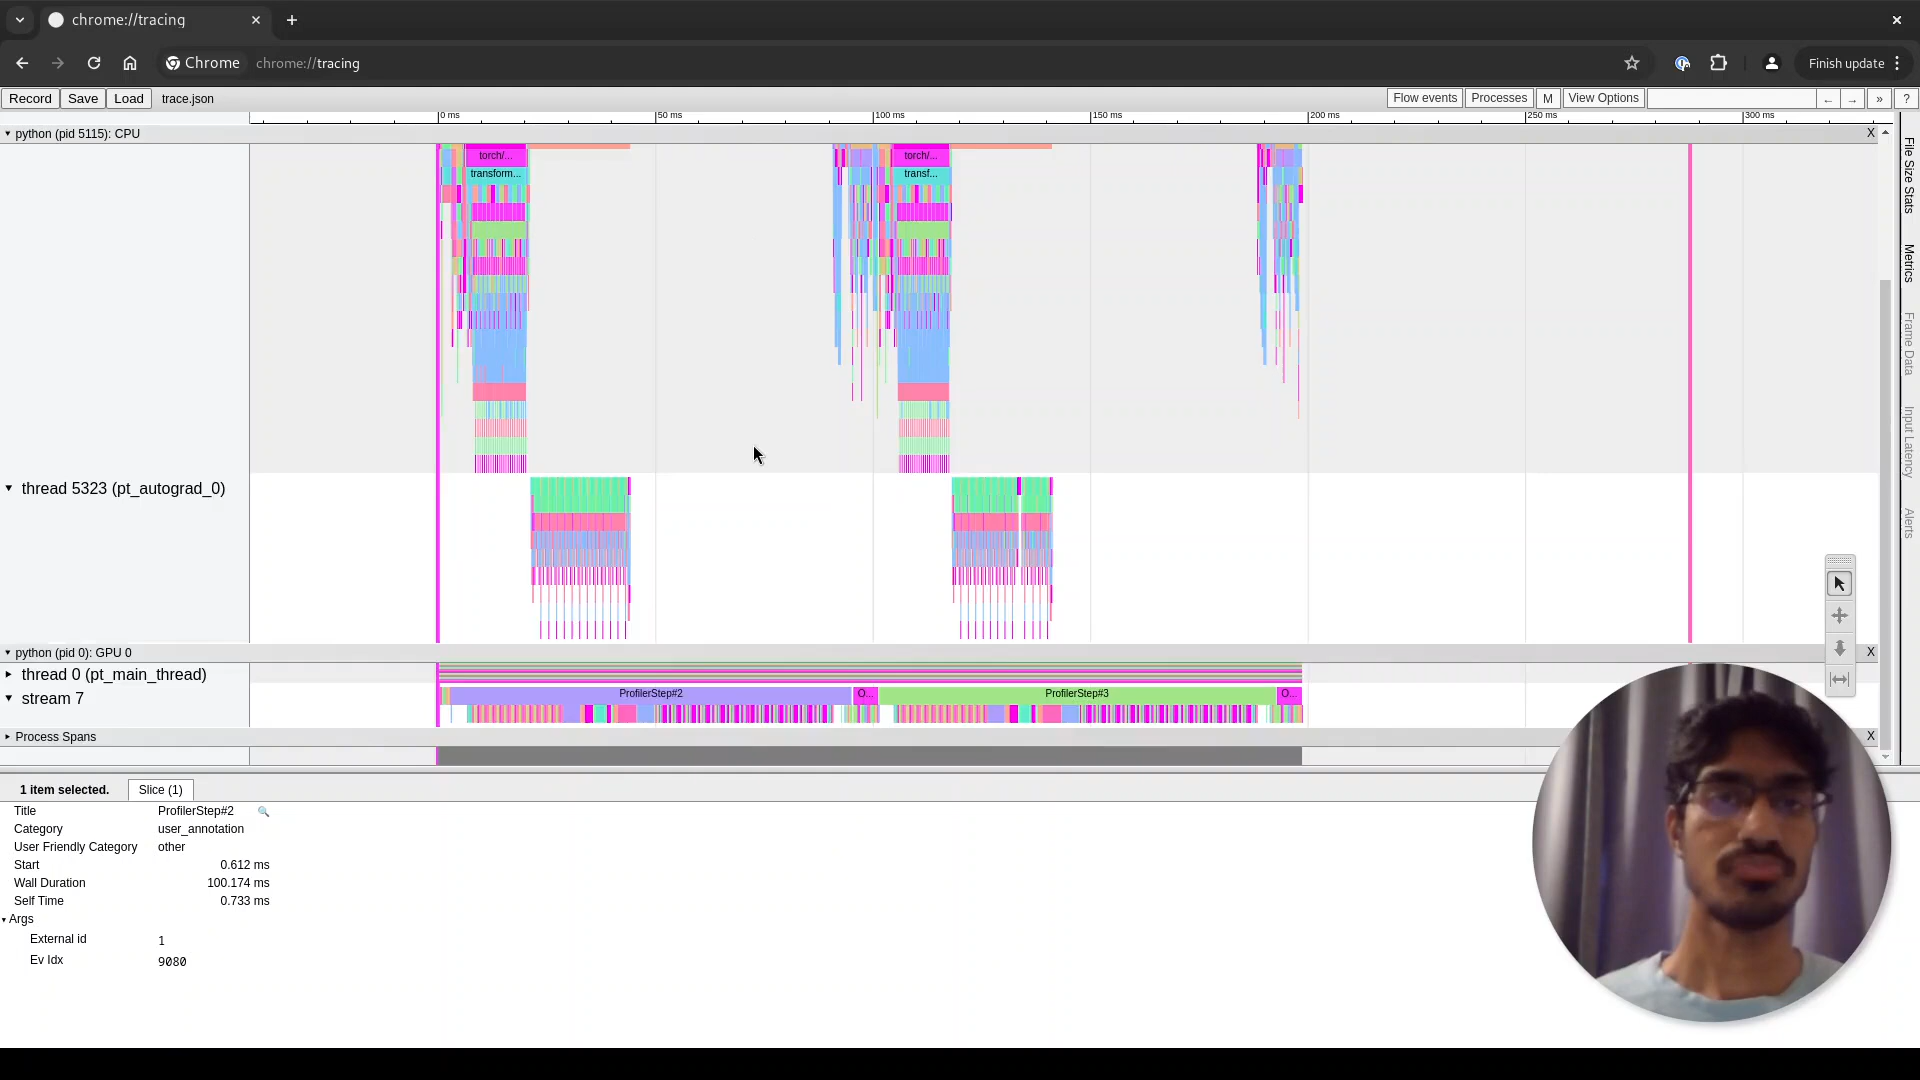 chrome://tracing
Chrome chrome://tracing Finish update
Record Save Load trace.json Flow events Processes M View Options ← → » ?
0 ms 50 ms 100 ms 150 ms 200 ms 250 ms 300 ms
python (pid 5115): CPU X
torch/... torch/...
transform... transf...
thread 5323 (pt_autograd_0)
python (pid 0): GPU 0 X
thread 0 (pt_main_thread)
stream 7 ProfilerStep#2 O... ProfilerStep#3 O...
Process Spans X
File Size Stats
Metrics
Frame Data
Input Latency
Alerts
1 item selected. Slice (1)
Title ProfilerStep#2
Category user_annotation
User Friendly Category other
Start 0.612 ms
Wall Duration 100.174 ms
Self Time 0.733 ms
Args
External id 1
Ev Idx 9080